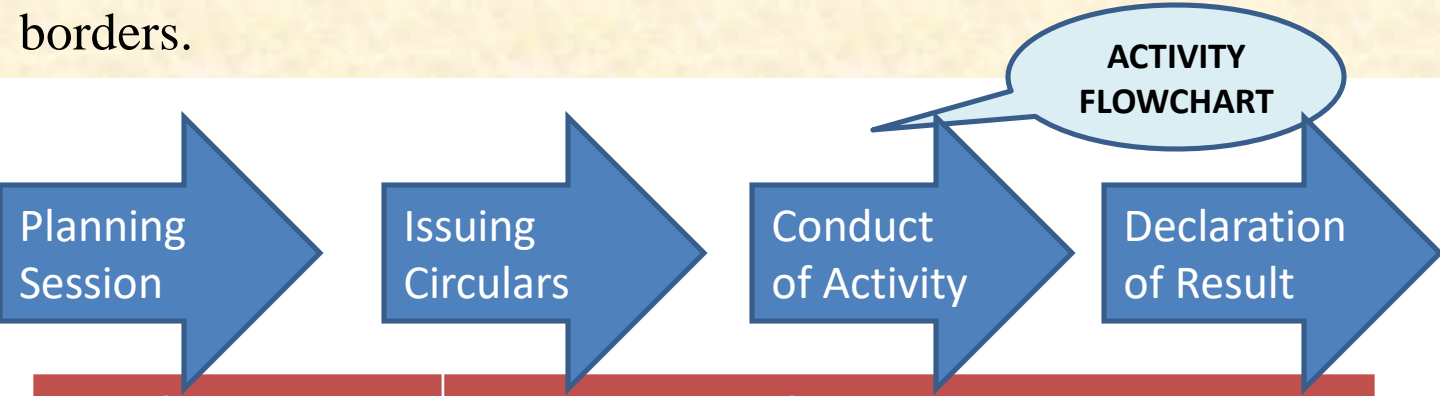 borders.
ACTIVITY
FLOWCHART
Planning
Session
Issuing
Circulars
Conduct
of Activity
Declaration
of Result